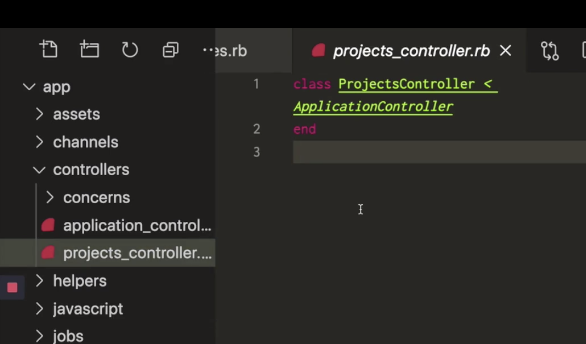 es.rb
projects_controller.rb
app
assets
channels
controllers
concerns
application_control...
projects_controller....
helpers
javascript
jobs
1 class ProjectsController <
ApplicationController
2 end
3